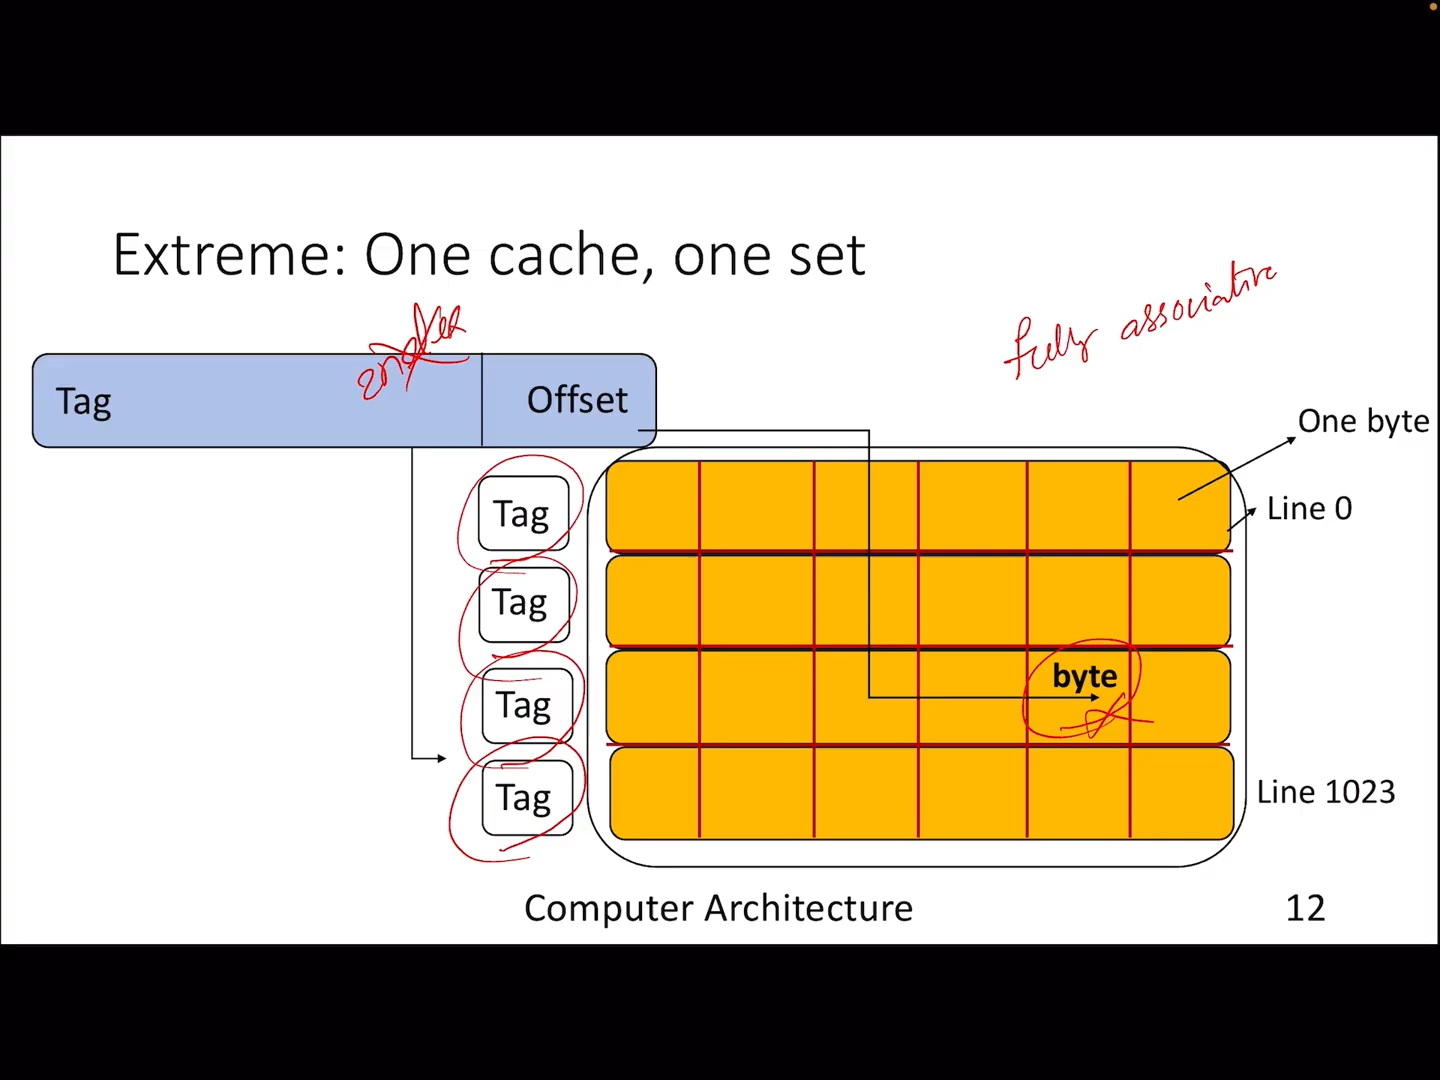 Extreme: One cache, one set
fully associative
Tag
Offset
One byte
Tag
Line 0
Tag
byte
Tag
Tag
Line 1023
Computer Architecture
12